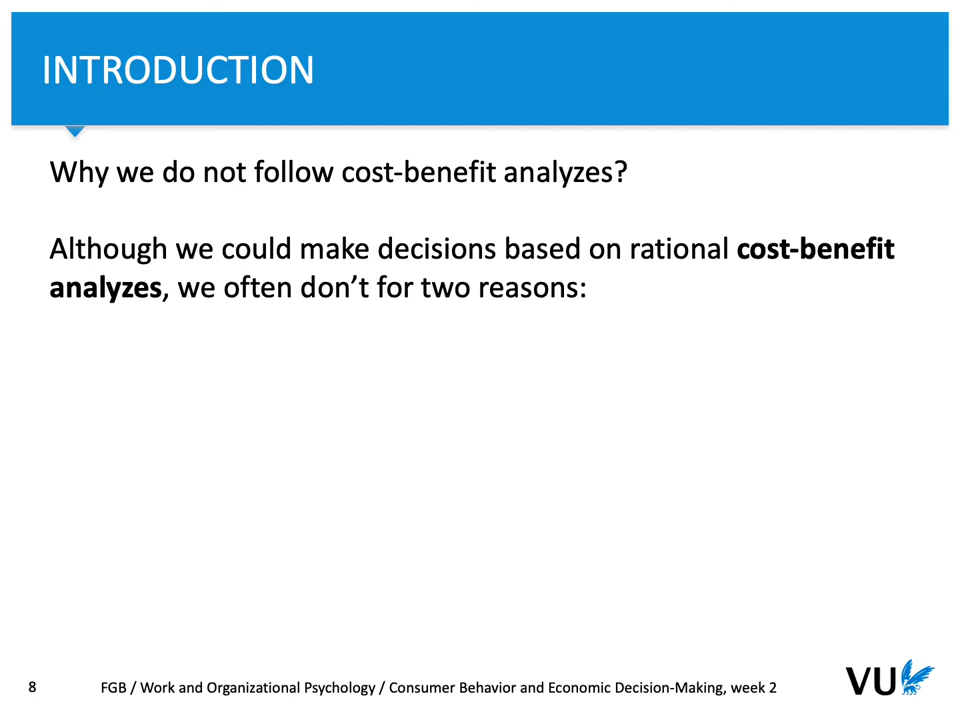 INTRODUCTION
Why we do not follow cost-benefit analyzes?
Although we could make decisions based on rational cost-benefit
analyzes, we often don’t for two reasons:
8
FGB / Work and Organizational Psychology / Consumer Behavior and Economic Decision-Making, week 2
VU